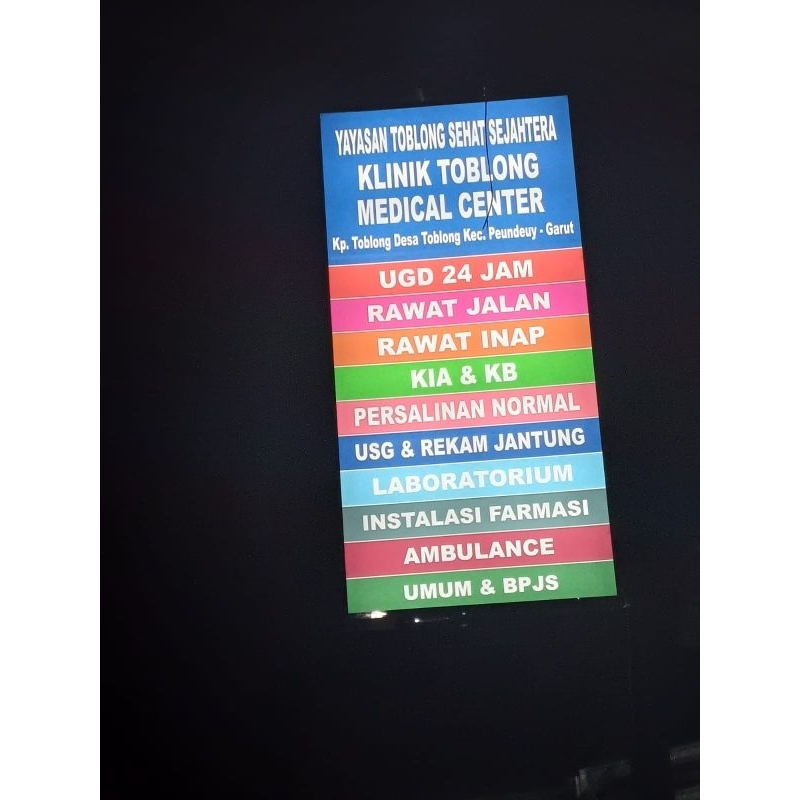 YAYASAN TOBLONG SEHAT SEJAHTERA
KLINIK TOBLONG
MEDICAL CENTER
Kp. Toblong Desa Toblong Kec. Peundeuy - Garut
UGD 24 JAM
RAWAT JALAN
RAWAT INAP
KIA & KB
PERSALINAN NORMAL
USG & REKAM JANTUNG
LABORATORIUM
INSTALASI FARMASI
AMBULANCE
UMUM & BPJS